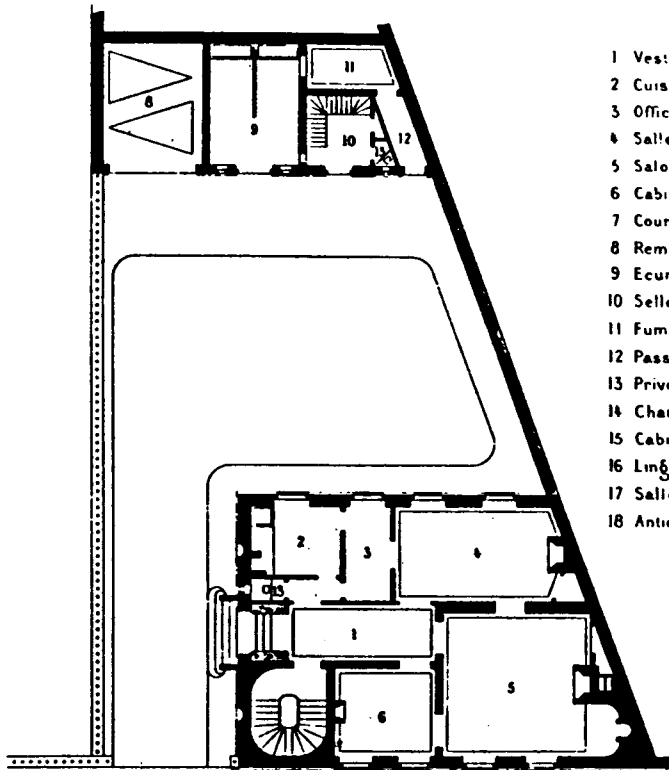 11
8
9
10
12
13
2
3
4
13
1
5
6
1 Vest
2 Cuis
3 Offic
4 Salle
5 Salo
6 Cabi
7 Cour
8 Rem
9 Ecur
10 Selle
11 Fum
12 Pass
13 Prive
14 Cha
15 Cabi
16 Ling
17 Salle
18 Antic